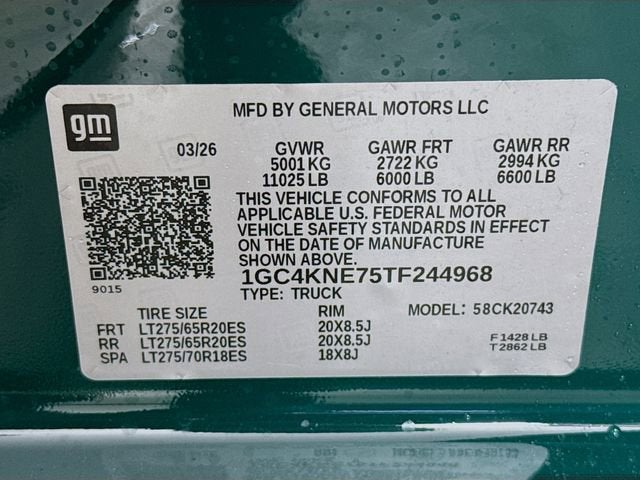 gm
MFD BY GENERAL MOTORS LLC
03/26 GVWR GAWR FRT GAWR RR
5001 KG 2722 KG 2994 KG
11025 LB 6000 LB 6600 LB
THIS VEHICLE CONFORMS TO ALL
APPLICABLE U.S. FEDERAL MOTOR
VEHICLE SAFETY STANDARDS IN EFFECT
ON THE DATE OF MANUFACTURE
SHOWN ABOVE.
9015
1GC4KNE75TF244968
TYPE: TRUCK
TIRE SIZE RIM MODEL: 58CK20743
FRT LT275/65R20ES 20X8.5J
RR LT275/65R20ES 20X8.5J
SPA LT275/70R18ES 18X8J
F 1428 LB
T 2862 LB